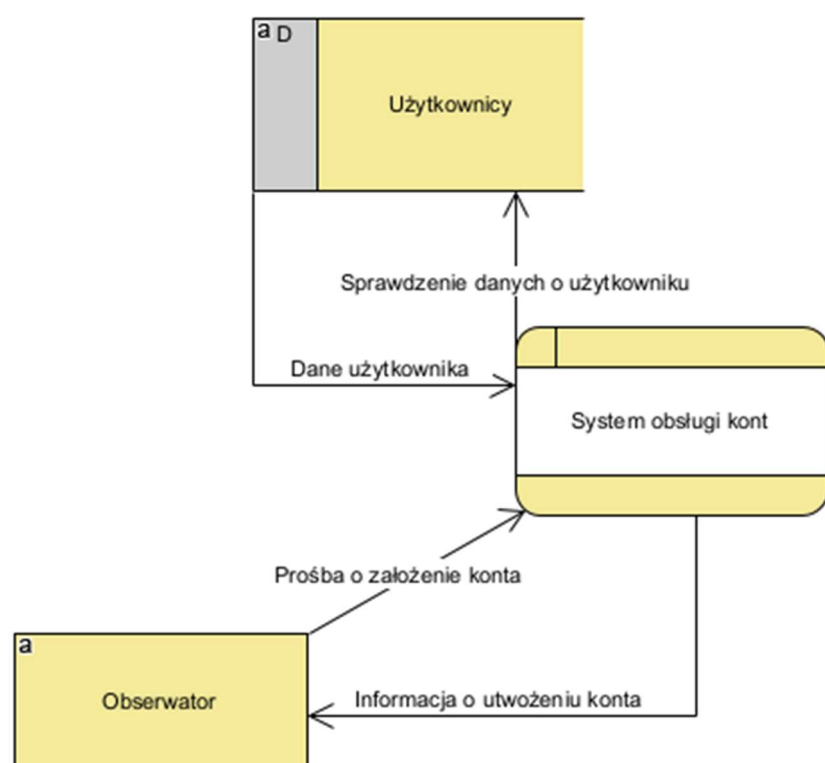 a D
Użytkownicy
Sprawdzenie danych o użytkowniku
Dane użytkownika
System obsługi kont
Prośba o założenie konta
a
Obserwator
Informacja o utwożeniu konta